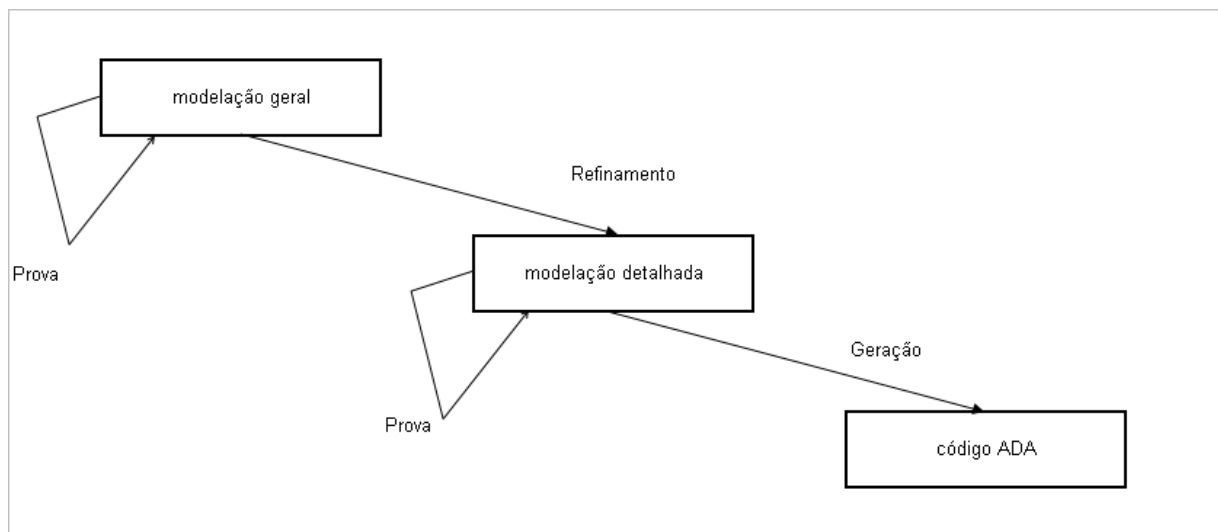 modelação geral
Refinamento
Prova
modelação detalhada
Geração
Prova
código ADA